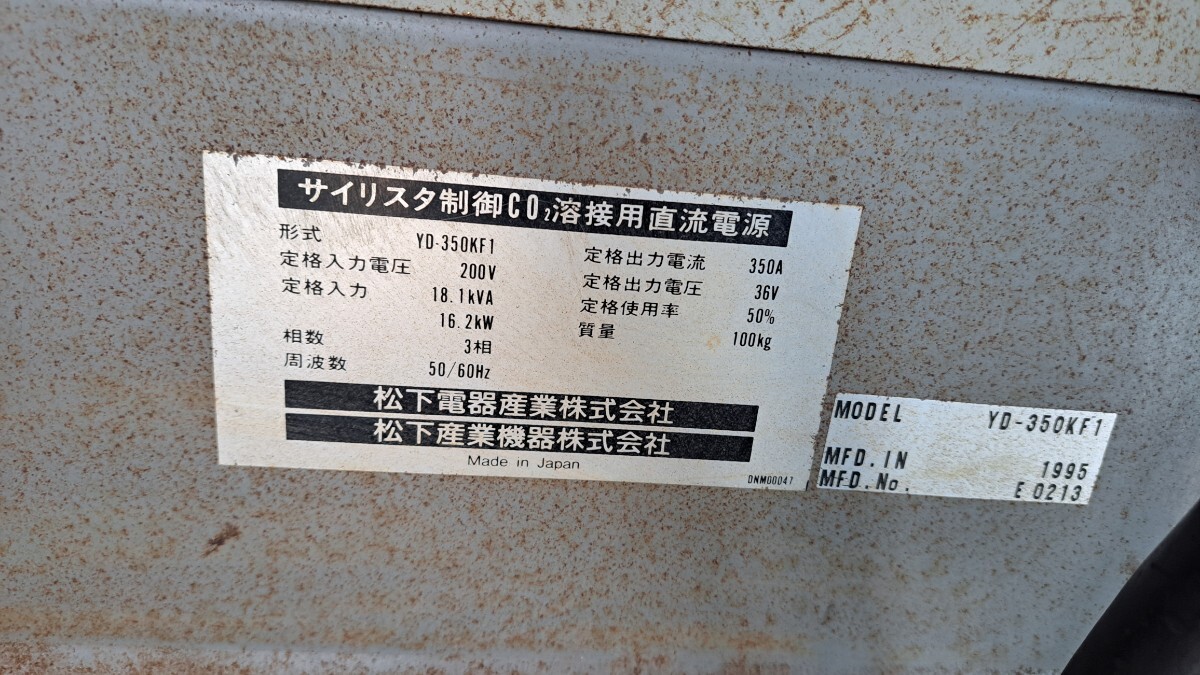 サイリスタ制御CO₂溶接用直流電源
形式 YD-350KF1
定格入力電圧 200V
定格入力 18.1kVA
16.2kW
相数 3相
周波数 50/60Hz
定格出力電流 350A
定格出力電圧 36V
定格使用率 50%
質量 100kg
松下電器産業株式会社
松下産業機器株式会社
Made in Japan
DNM00047
MODEL YD-350KF1
MFD. IN 1995
MFD. No. E 0213